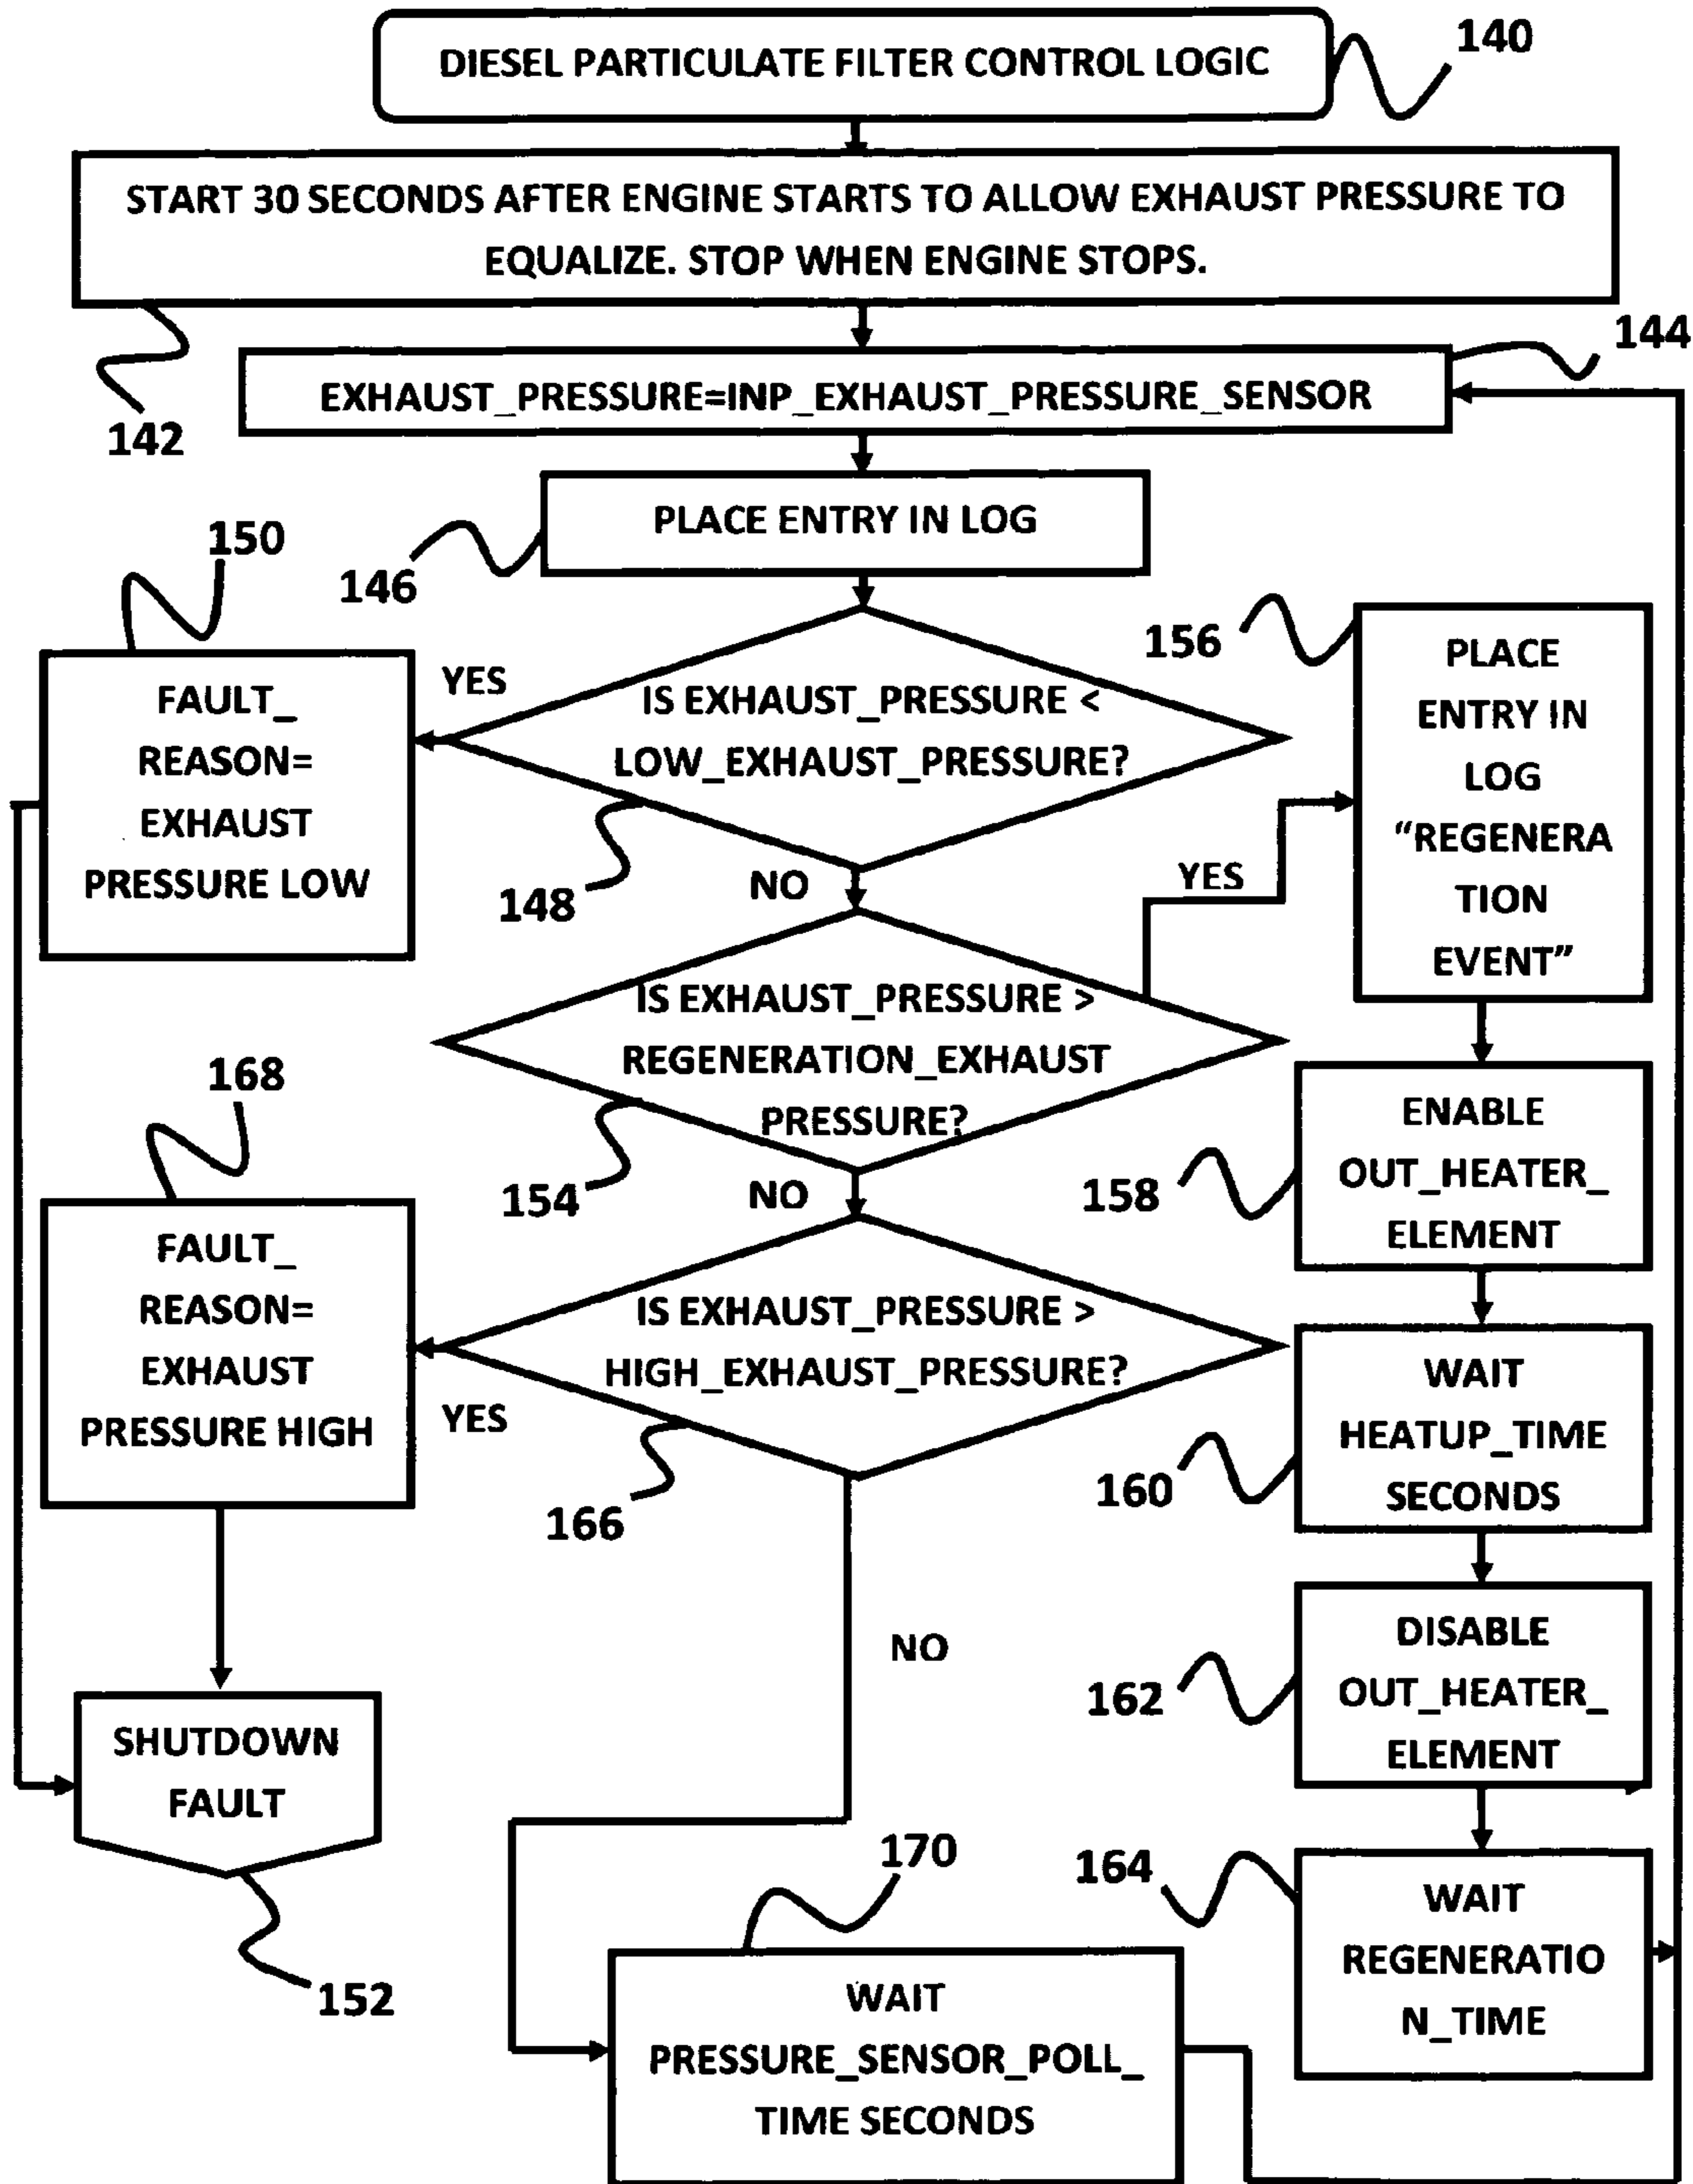 DIESEL PARTICULATE FILTER CONTROL LOGIC
140
START 30 SECONDS AFTER ENGINE STARTS TO ALLOW EXHAUST PRESSURE TO
EQUALIZE. STOP WHEN ENGINE STOPS.
142
144
EXHAUST_PRESSURE=INP_EXHAUST_PRESSURE_SENSOR
PLACE ENTRY IN LOG
146
150
FAULT_
REASON=
EXHAUST
PRESSURE LOW
YES
IS EXHAUST_PRESSURE <
LOW_EXHAUST_PRESSURE?
148
NO
156
PLACE
ENTRY IN
LOG
“REGENERA
TION
EVENT”
YES
IS EXHAUST_PRESSURE >
REGENERATION_EXHAUST
PRESSURE?
154
NO
158
ENABLE
OUT_HEATER_
ELEMENT
168
FAULT_
REASON=
EXHAUST
PRESSURE HIGH
YES
IS EXHAUST_PRESSURE >
HIGH_EXHAUST_PRESSURE?
166
NO
160
WAIT
HEATUP_TIME
SECONDS
162
DISABLE
OUT_HEATER_
ELEMENT
SHUTDOWN
FAULT
152
170
WAIT
PRESSURE_SENSOR_POLL_
TIME SECONDS
164
WAIT
REGENERATIO
N_TIME